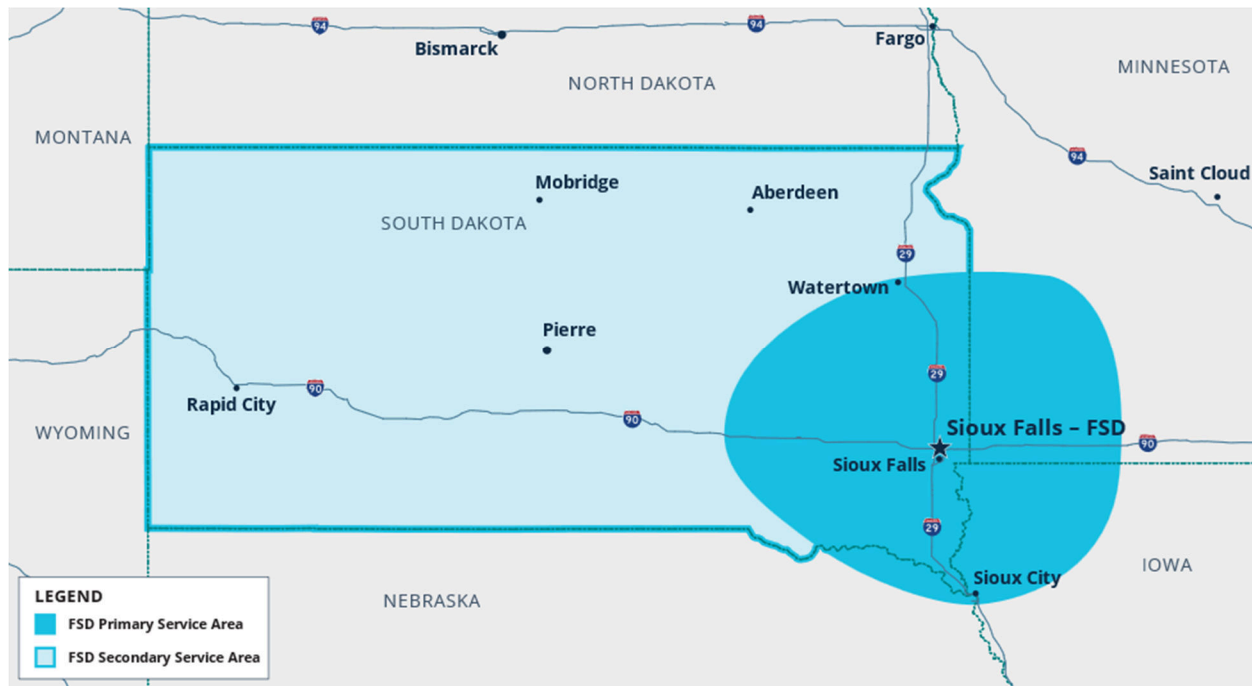 94
94
Bismarck
Fargo
NORTH DAKOTA
MINNESOTA
MONTANA
94
Saint Cloud
Mobridge
Aberdeen
SOUTH DAKOTA
29
Watertown
Pierre
29
90
Rapid City
90
WYOMING
Sioux Falls – FSD
90
Sioux Falls
29
IOWA
Sioux City
NEBRASKA
LEGEND
FSD Primary Service Area
FSD Secondary Service Area